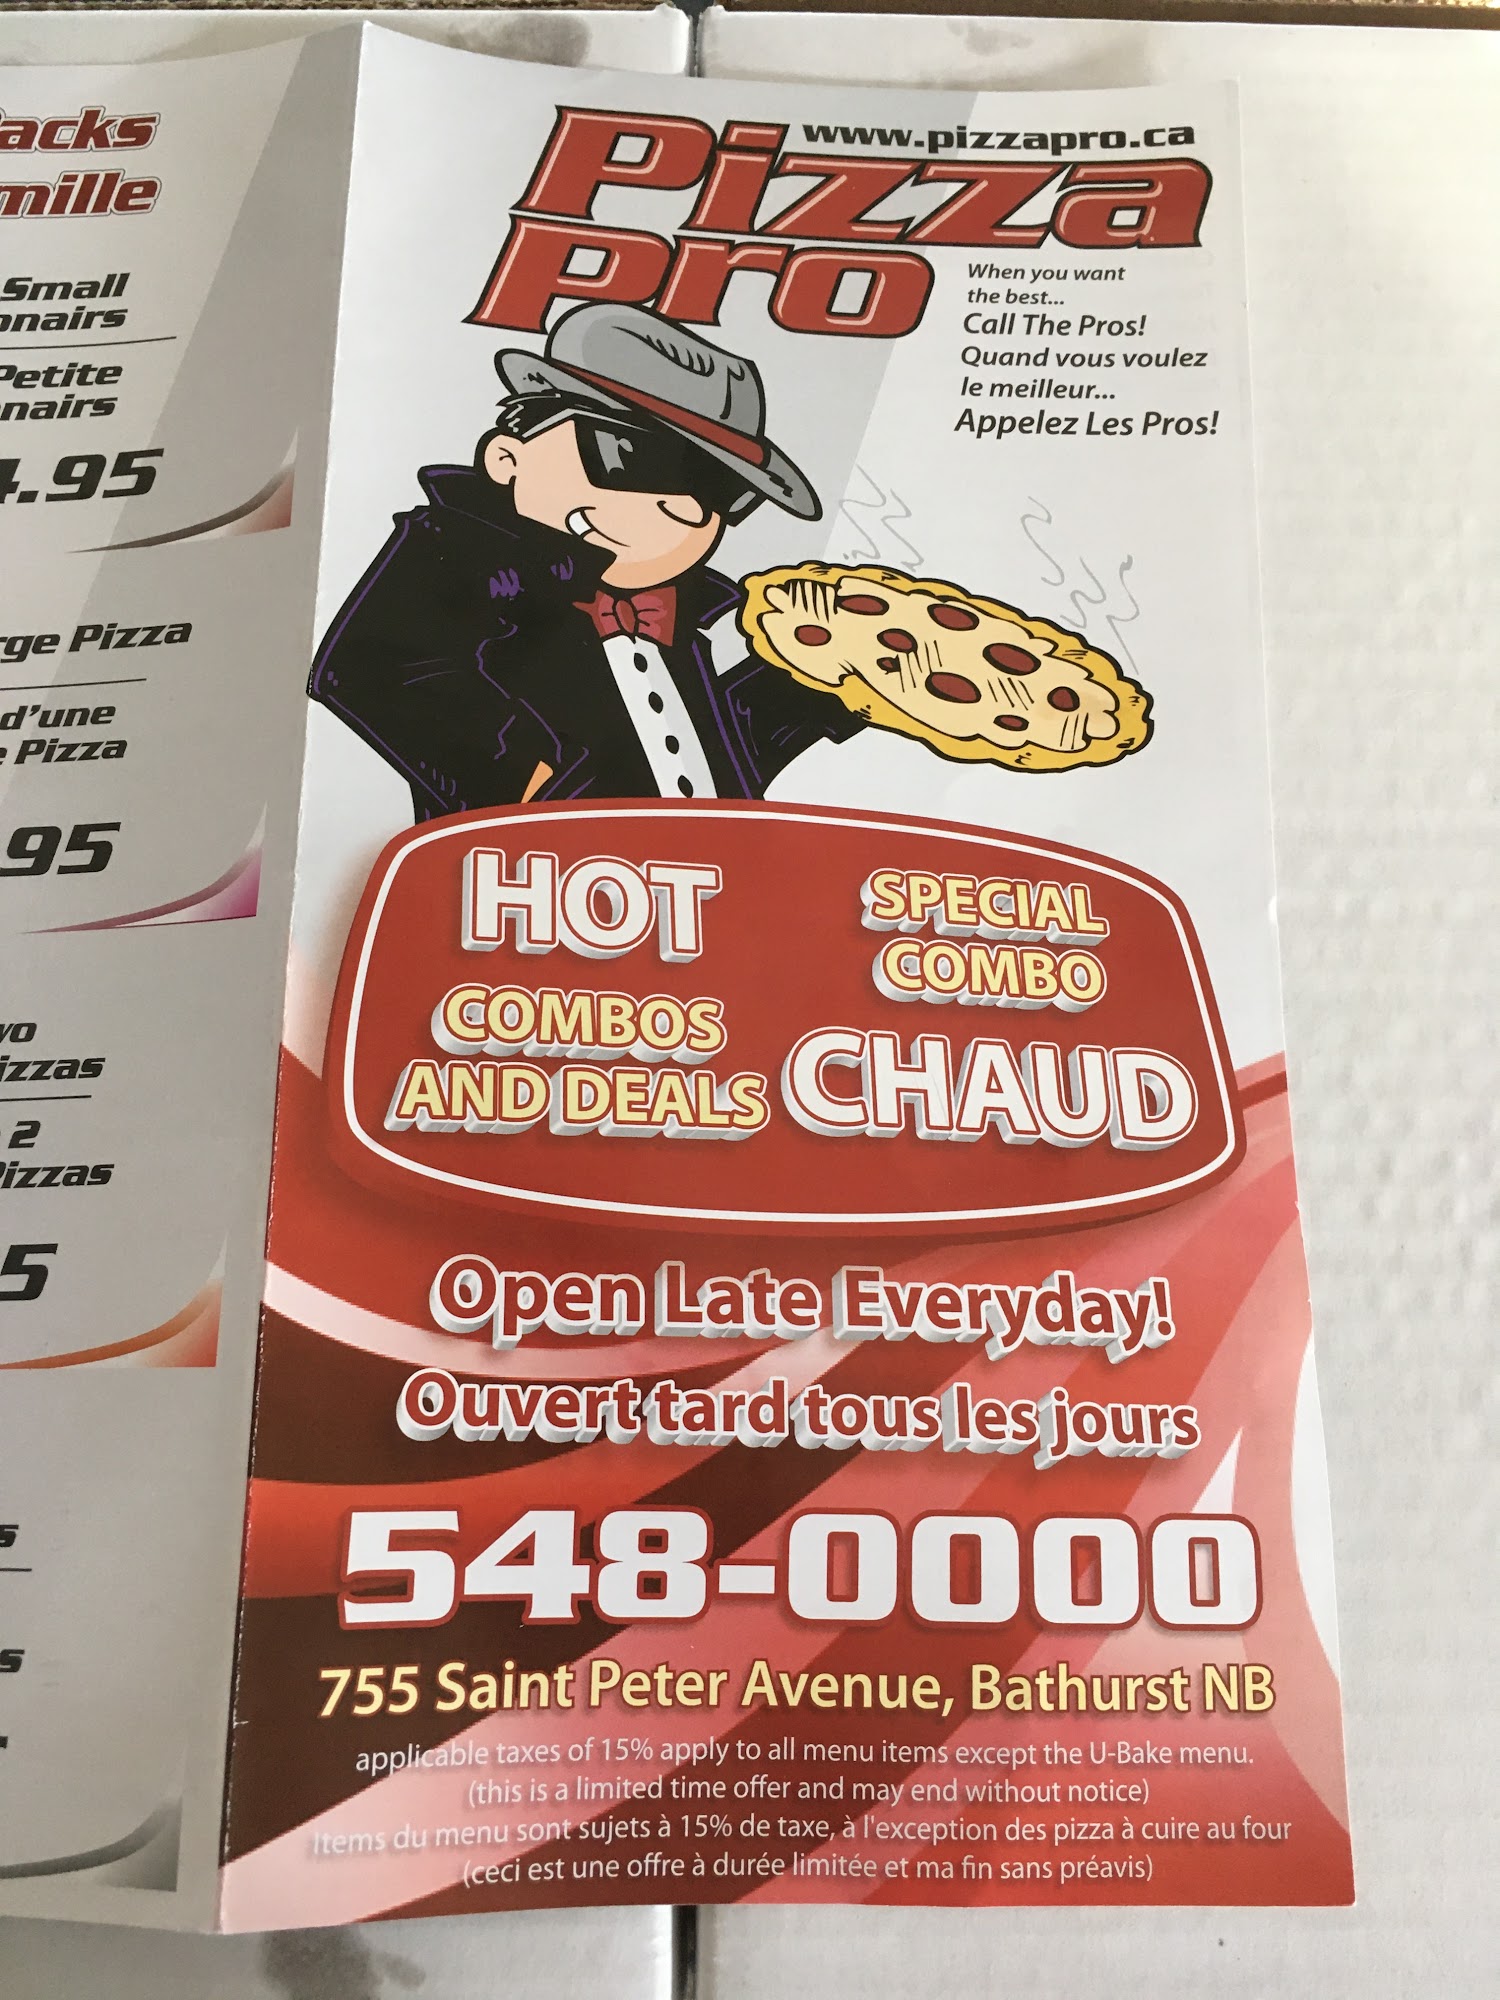 acks
mille
Small
onairs
Petite
nairs
4.95
rge Pizza
d'une
e Pizza
95
wo
izzas
2
Pizzas
5
s
s
www.pizzapro.ca
Pizza
Pro
When you want
the best...
Call The Pros!
Quand vous voulez
le meilleur...
Appelez Les Pros!
HOT
COMBOS
AND DEALS
SPECIAL
COMBO
CHAUD
Open Late Everyday!
Ouvert tard tous les jours
548-0000
755 Saint Peter Avenue, Bathurst NB
applicable taxes of 15% apply to all menu items except the U-Bake menu.
(this is a limited time offer and may end without notice)
Items du menu sont sujets à 15% de taxe, à l'exception des pizza à cuire au four
(ceci est une offre à durée limitée et ma fin sans préavis)